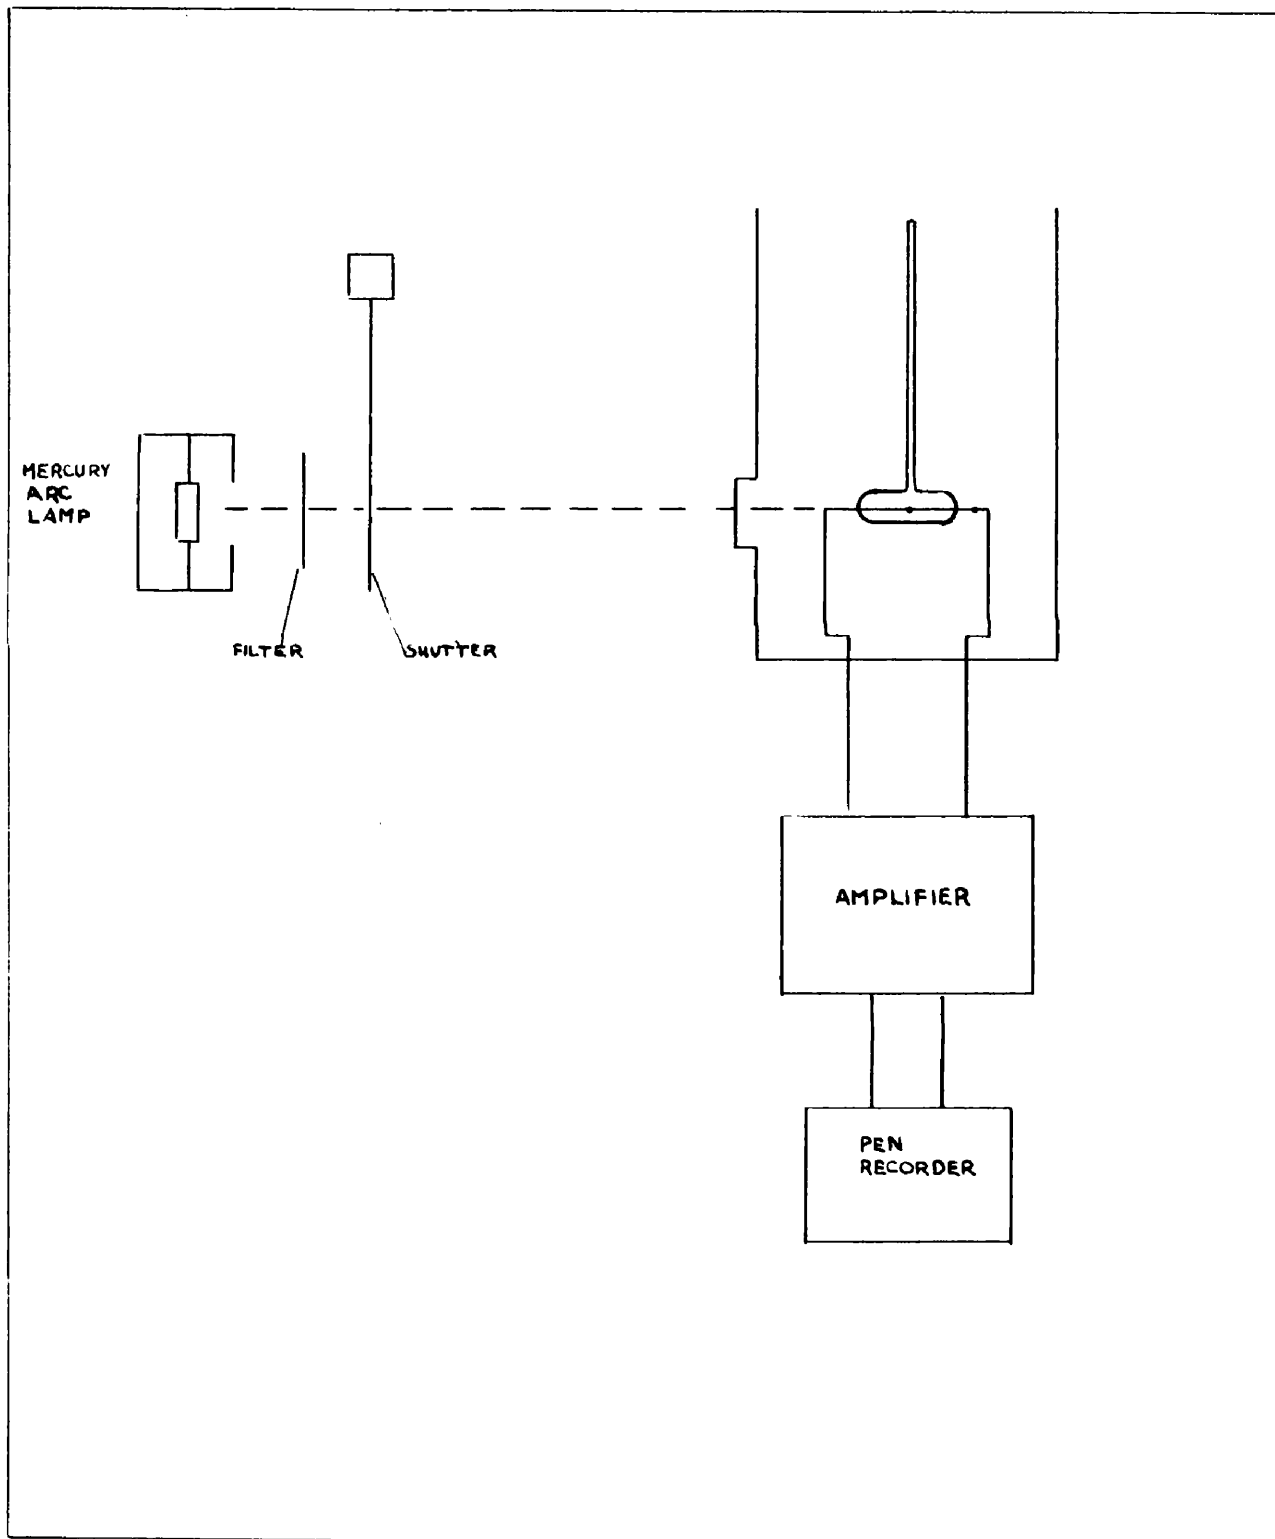 MERCURY
ARC
LAMP
FILTER
SHUTTER
AMPLIFIER
PEN
RECORDER